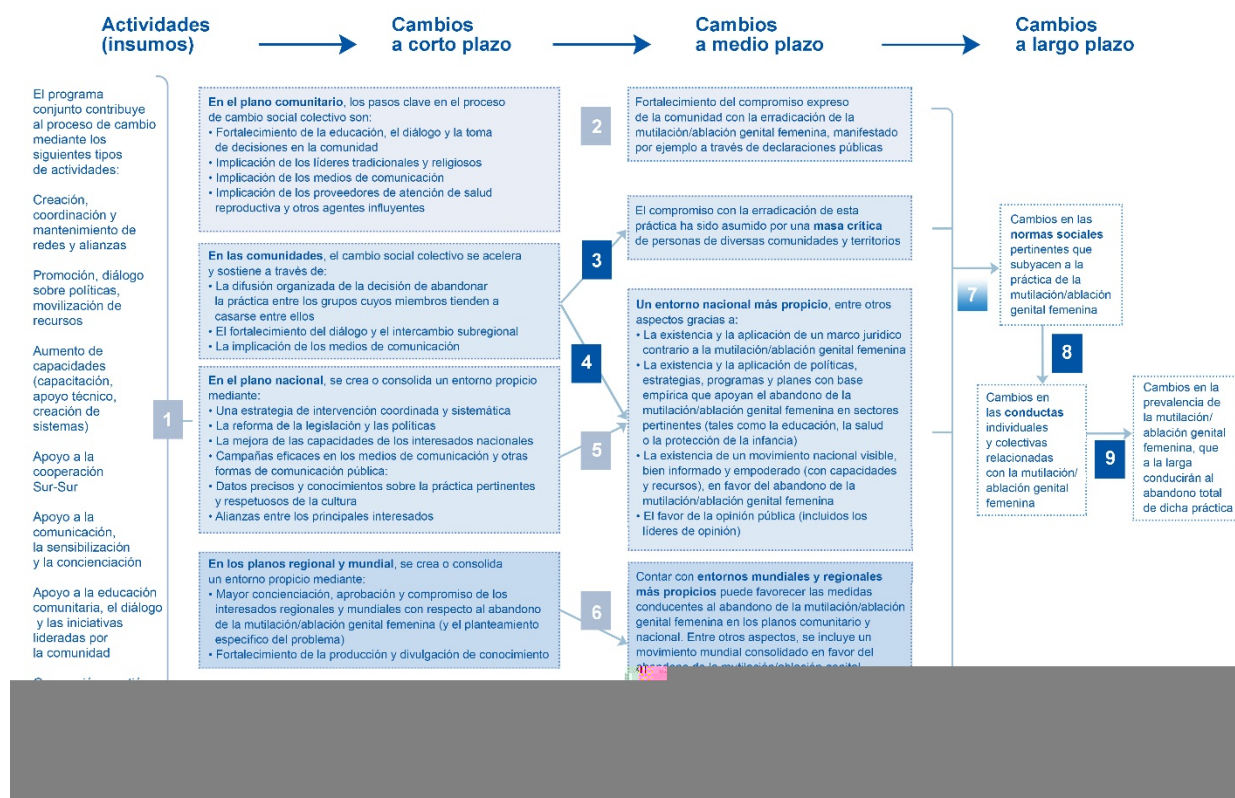 Actividades
(insumos)
Cambios
a corto plazo
Cambios
a medio plazo
Cambios
a largo plazo
El programa
conjunto contribuye
al proceso de cambio
mediante los
siguientes tipos
de actividades:
Creación,
coordinación y
mantenimiento de
redes y alianzas
Promoción, diálogo
sobre políticas,
movilización de
recursos
Aumento de
capacidades
(capacitación,
apoyo técnico,
creación de
sistemas)
Apoyo a la
cooperación
Sur-Sur
Apoyo a la
comunicación,
la sensibilización
y la concienciación
Apoyo a la educación
comunitaria, el diálogo
y las iniciativas
lideradas por
la comunidad
1
En el plano comunitario, los pasos clave en el proceso
de cambio social colectivo son:
• Fortalecimiento de la educación, el diálogo y la toma
de decisiones en la comunidad
• Implicación de los líderes tradicionales y religiosos
• Implicación de los medios de comunicación
• Implicación de los proveedores de atención de salud
reproductiva y otros agentes influyentes
En las comunidades, el cambio social colectivo se acelera
y sostiene a través de:
• La difusión organizada de la decisión de abandonar
la práctica entre los grupos cuyos miembros tienden a
casarse entre ellos
• El fortalecimiento del diálogo y el intercambio subregional
• La implicación de los medios de comunicación
En el plano nacional, se crea o consolida un entorno propicio
mediante:
• Una estrategia de intervención coordinada y sistemática
• La reforma de la legislación y las políticas
• La mejora de las capacidades de los interesados nacionales
• Campañas eficaces en los medios de comunicación y otras
formas de comunicación pública:
• Datos precisos y conocimientos sobre la práctica pertinentes
y respetuosos de la cultura
• Alianzas entre los principales interesados
En los planos regional y mundial, se crea o consolida
un entorno propicio mediante:
• Mayor concienciación, aprobación y compromiso de los
interesados regionales y mundiales con respecto al abandono
de la mutilación/ablación genital femenina (y el planteamiento
específico del problema)
• Fortalecimiento de la producción y divulgación de conocimiento
2
3
4
5
6
Fortalecimiento del compromiso expreso
de la comunidad con la erradicación de la
mutilación/ablación genital femenina, manifestado
por ejemplo a través de declaraciones públicas
El compromiso con la erradicación de esta
práctica ha sido asumido por una masa crítica
de personas de diversas comunidades y territorios
Un entorno nacional más propicio, entre otros
aspectos gracias a:
• La existencia y la aplicación de un marco jurídico
contrario a la mutilación/ablación genital femenina
• La existencia y la aplicación de políticas,
estrategias, programas y planes con base
empírica que apoyan el abandono de la
mutilación/ablación genital femenina en sectores
pertinentes (tales como la educación, la salud
o la protección de la infancia)
• La existencia de un movimiento nacional visible,
bien informado y empoderado (con capacidades
y recursos), en favor del abandono de la
mutilación/ablación genital femenina
• El favor de la opinión pública (incluidos los
líderes de opinión)
Contar con entornos mundiales y regionales
más propicios puede favorecer las medidas
conducentes al abandono de la mutilación/ablación
genital femenina en los planos comunitario y
nacional. Entre otros aspectos, se incluye un
movimiento mundial consolidado en favor del
abandono de la mutilación/ablación genital
7
Cambios en las
normas sociales
pertinentes que
subyacen a la
práctica de la
mutilación/ablación
genital femenina
8
Cambios en
las conductas
individuales
y colectivas
relacionadas
con la mutilación/
ablación genital
femenina
9
Cambios en la
prevalencia de
la mutilación/
ablación genital
femenina, que
a la larga
conducirán al
abandono total
de dicha práctica